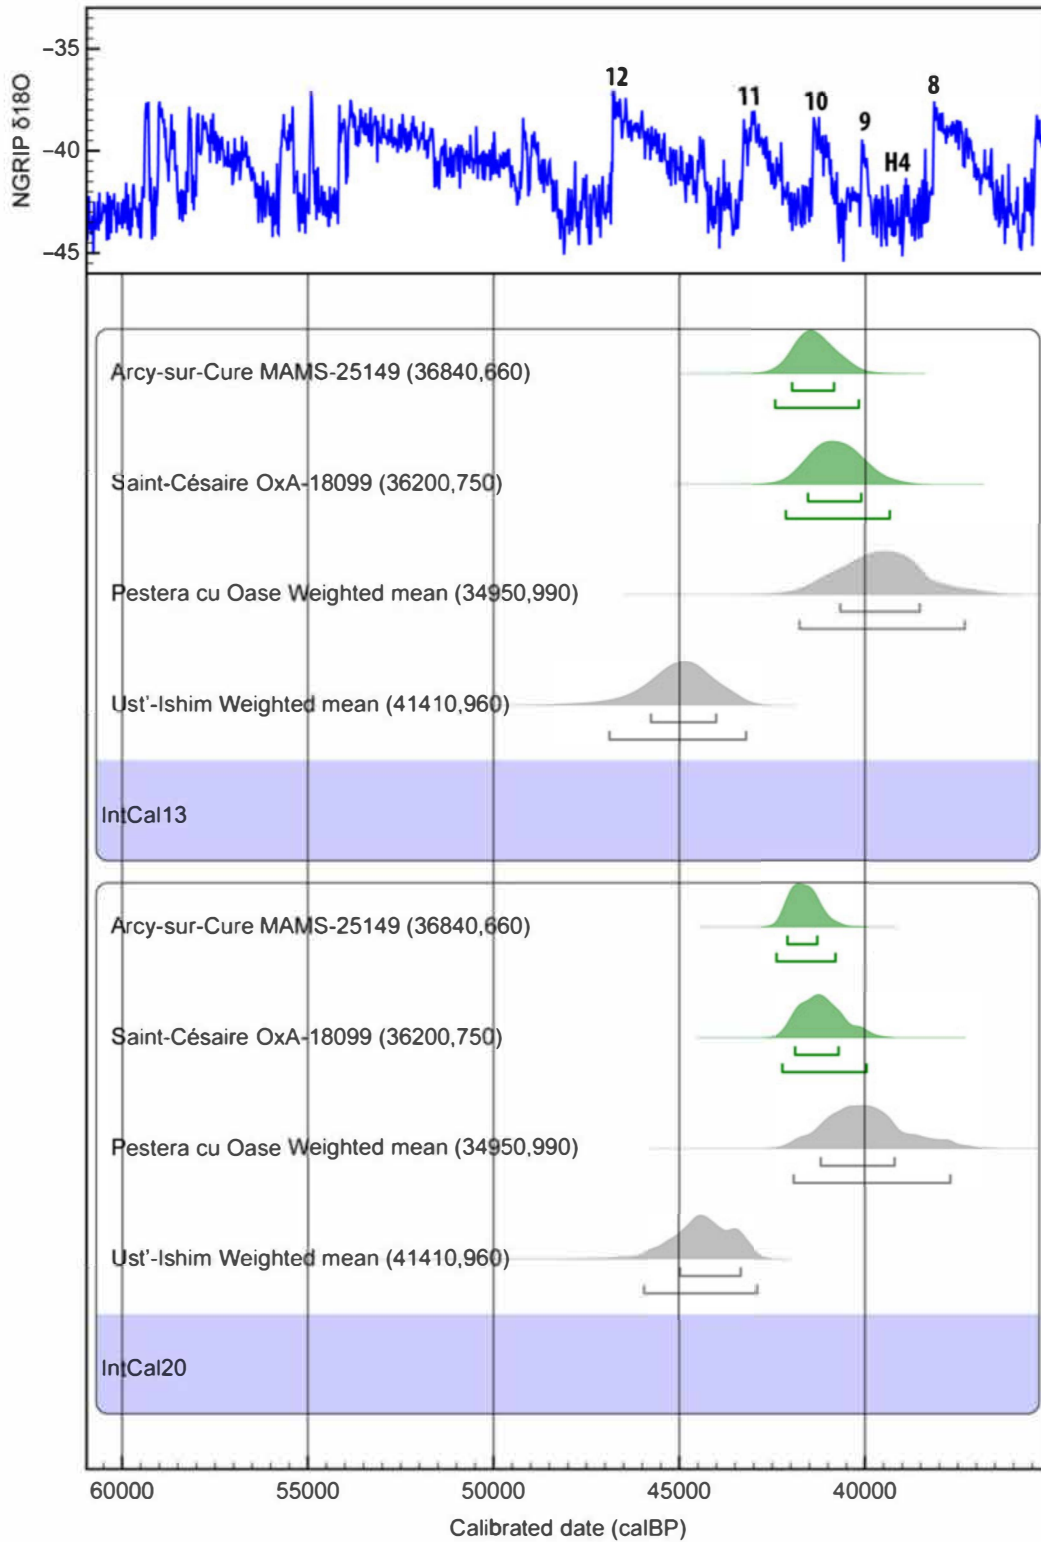 NGRIP δ18O
−35
−40
−45
12
11
10
9
H4
8
Arcy-sur-Cure MAMS-25149 (36840,660)
Saint-Césaire OxA-18099 (36200,750)
Pestera cu Oase Weighted mean (34950,990)
Ust'-Ishim Weighted mean (41410,960)
IntCal13
Arcy-sur-Cure MAMS-25149 (36840,660)
Saint-Césaire OxA-18099 (36200,750)
Pestera cu Oase Weighted mean (34950,990)
Ust'-Ishim Weighted mean (41410,960)
IntCal20
60000 55000 50000 45000 40000
Calibrated date (calBP)